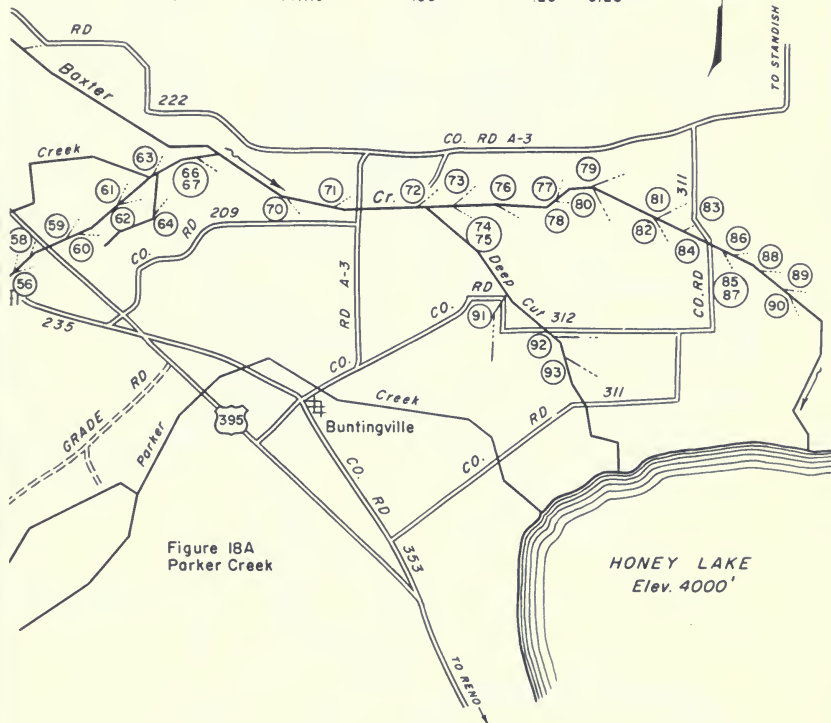 RD
TO STANDISH
Baxter
222
CO. RD A-3
Creek
63
66
67
79
61
71
Cr.
72
73
76
77
81
311
83
59
62
64
209
70
78
80
82
84
86
58
60
CO. RD
74
75
88
85
87
89
56
RD A-3
Deep
Cut
CO. RD
90
235
CO. RD
91
312
92
93
CO.
GRADE RD
Parker
395
Creek
311
Buntingville
CO. RD
CO. RD
353
Figure 18A
Parker Creek
HONEY LAKE
Elev. 4000'
TO RENO